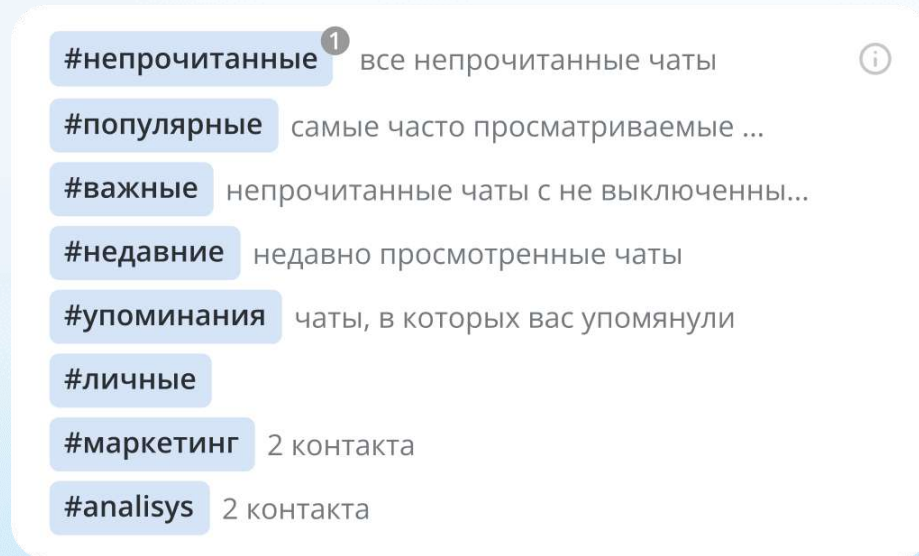 #непрочитанные 1 все непрочитанные чаты
#популярные самые часто просматриваемые ...
#важные непрочитанные чаты с не выключенны...
#недавние недавно просмотренные чаты
#упоминания чаты, в которых вас упомянули
#личные
#маркетинг 2 контакта
#analisys 2 контакта